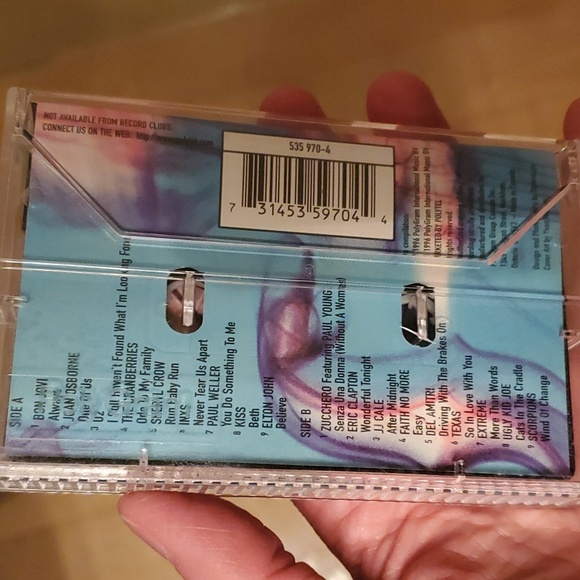 NOT AVAILABLE FROM RECORD CLUBS.
CONNECT US ON THE WEB: http://
535 970-4
7 31453 59704 4
SIDE A
1 BON JOVI
Always
2 JOAN OSBORNE
One Of Us
3 U2
I Still Haven't Found What I'm Looking For
4 THE CRANBERRIES
Ode To My Family
5 SHERYL CROW
Run Baby Run
6 INXS
Never Tear Us Apart
7 PAUL WELLER
You Do Something To Me
8 KISS
Beth
9 ELTON JOHN
Believe
SIDE B
1 ZUCCHERO Featuring PAUL YOUNG
Senza Una Donna (Without A Woman)
2 ERIC CLAPTON
Wonderful Tonight
3 JJ CALE
After Midnight
4 FAITH NO MORE
Easy
5 DEL AMITRI
Driving With The Brakes On
6 TEXAS
So In Love With You
7 EXTREME
More Than Words
8 UGLY KID JOE
Cats In The Cradle
9 SCORPIONS
Wind Of Change
compilation
1996 PolyGram International Music BV
1996 PolyGram International Music BV
MARKETED BY POLYTEL
rights reserved.